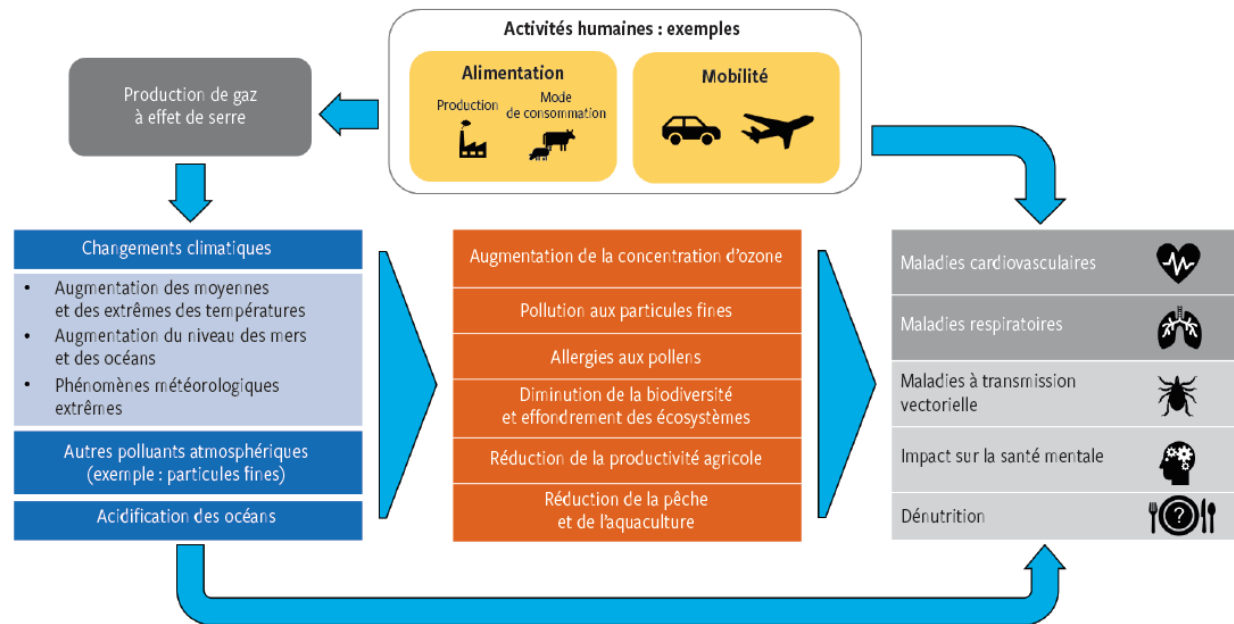 Activités humaines : exemples
Alimentation
Production
Mode
de consommation
Mobilité
Production de gaz
à effet de serre
Changements climatiques
• Augmentation des moyennes
et des extrêmes des températures
• Augmentation du niveau des mers
et des océans
• Phénomènes météorologiques
extrêmes
Autres polluants atmosphériques
(exemple : particules fines)
Acidification des océans
Augmentation de la concentration d'ozone
Pollution aux particules fines
Allergies aux pollens
Diminution de la biodiversité
et effondrement des écosystèmes
Réduction de la productivité agricole
Réduction de la pêche
et de l'aquaculture
Maladies cardiovasculaires
Maladies respiratoires
Maladies à transmission
vectorielle
Impact sur la santé mentale
Dénutrition
?